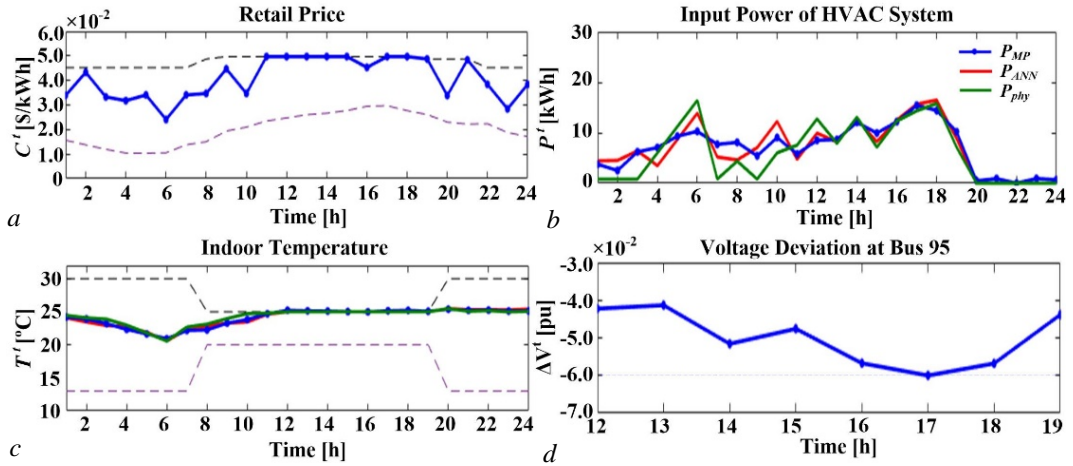 Retail Price
×10⁻²
6.0
5.0
4.0
3.0
2.0
1.0
0.0
Cᵗ [$/kWh]
2 4 6 8 10 12 14 16 18 20 22 24
Time [h]
a
Input Power of HVAC System
30
20
10
0
Pᵗ [kWh]
P_MP
P_ANN
P_phy
2 4 6 8 10 12 14 16 18 20 22 24
Time [h]
b
Indoor Temperature
30
25
20
15
10
Tᵗ [ºC]
2 4 6 8 10 12 14 16 18 20 22 24
Time [h]
c
Voltage Deviation at Bus 95
×10⁻²
-3.0
-4.0
-5.0
-6.0
-7.0
ΔVᵗ [pu]
12 13 14 15 16 17 18 19
Time [h]
d